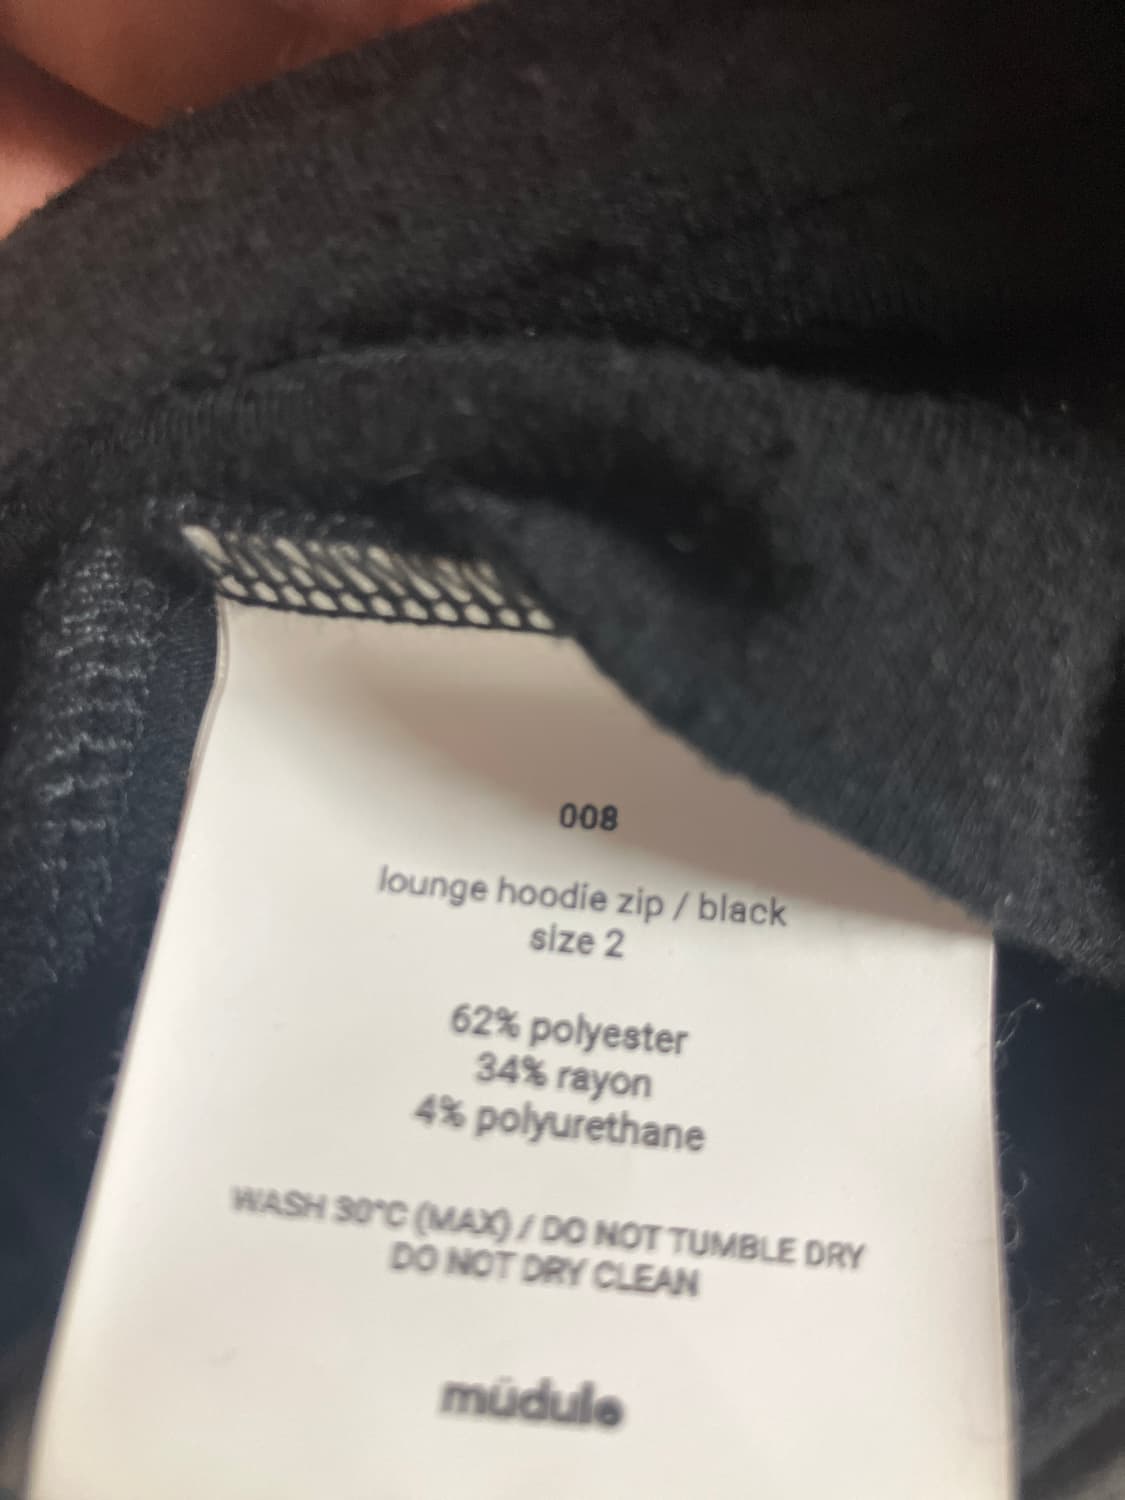 008
lounge hoodie zip / black
size 2
62% polyester
34% rayon
4% polyurethane
WASH 30°C (MAX) / DO NOT TUMBLE DRY
DO NOT DRY CLEAN
müdule